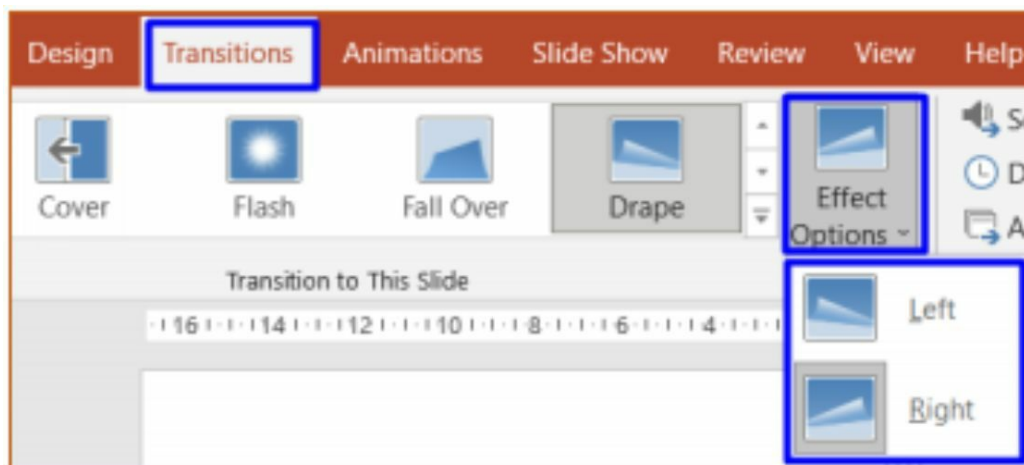 Design Transitions Animations Slide Show Review View Help
Cover Flash Fall Over Drape
Effect
Options
Transition to This Slide
16 14 12 10 8 6 4
Left
Right